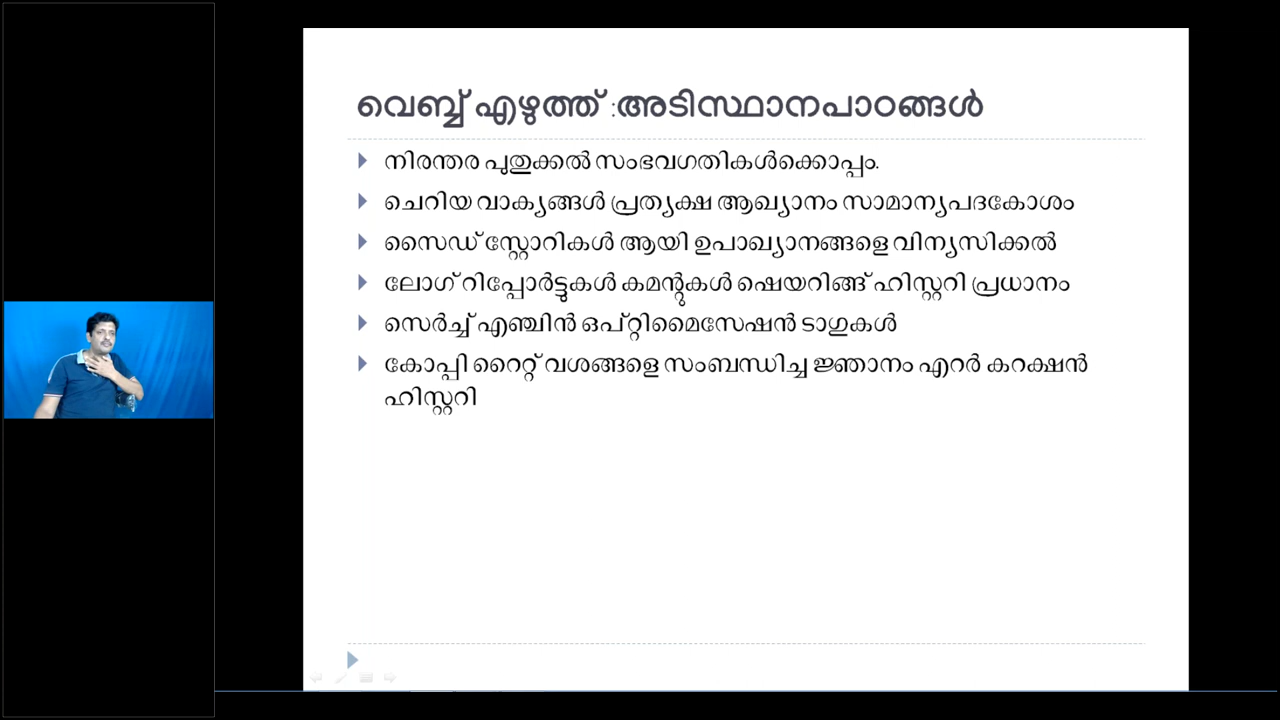 വെബ്ബ് എഴുത്ത് :അടിസ്ഥാനപാഠങ്ങൾ
നിരന്തര പുതുക്കൽ സംഭവഗതികൾക്കൊപ്പം.
ചെറിയ വാക്യങ്ങൾ പ്രത്യക്ഷ ആഖ്യാനം സാമാന്യപദകോശം
സൈഡ് സ്റ്റോറികൾ ആയി ഉപാഖ്യാനങ്ങളെ വിന്യസിക്കൽ
ലോഗ് റിപ്പോർട്ടുകൾ കമന്റുകൾ ഷെയറിങ്ങ് ഹിസ്റ്ററി പ്രധാനം
സെർച്ച് എഞ്ചിൻ ഒപ്റ്റിമൈസേഷൻ ടാഗുകൾ
കോപ്പി റൈറ്റ് വശങ്ങളെ സംബന്ധിച്ച ജ്ഞാനം എറർ കറക്ഷൻ
ഹിസ്റ്ററി